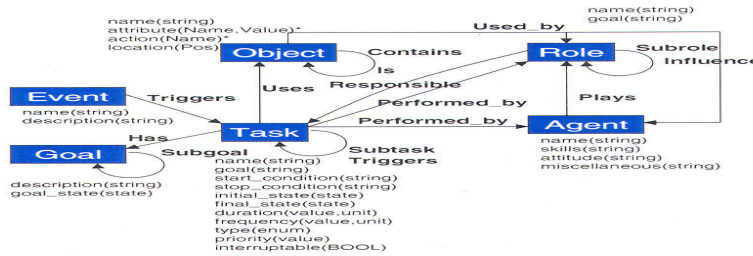 name(string)
attribute(Name,Value)*
action(Name)*
location(Pos)
Object
Contains
Is
Used_by
name(string)
goal(string)
Role
Subrole
Influence
Uses
Responsible
Performed_by
Performed_by
Plays
Event
name(string)
description(string)
Triggers
Has
Goal
Subgoal
description(string)
goal_state(state)
Task
Subtask
Triggers
name(string)
goal(string)
start_condition(string)
stop_condition(string)
initial_state(state)
final_state(state)
duration(value,unit)
frequency(value,unit)
type(enum)
priority(value)
interruptable(BOOL)
Agent
name(string)
skills(string)
attitude(string)
miscellaneous(string)